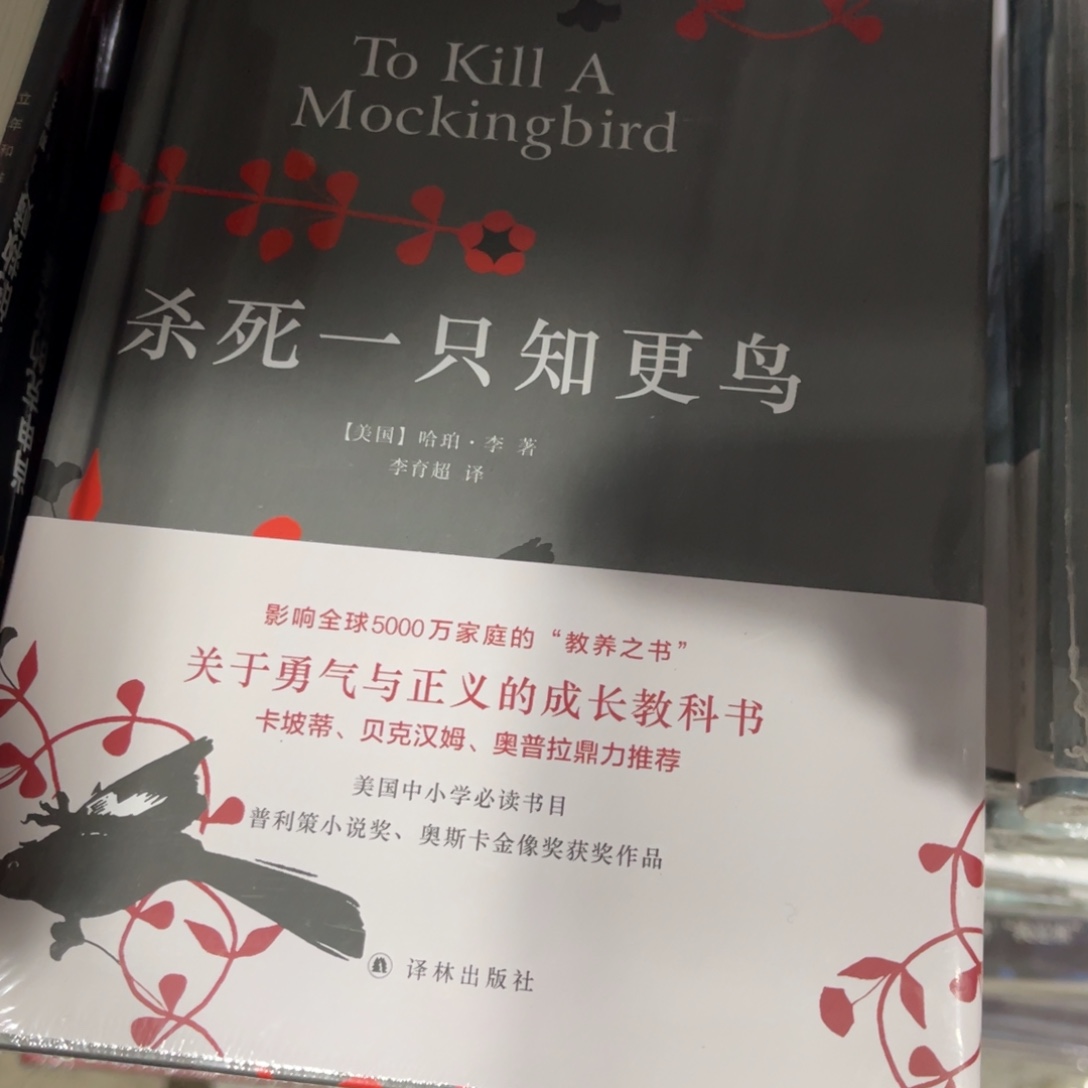 To Kill A
Mockingbird
杀死一只知更鸟
【美国】哈珀·李 著
李育超 译
影响全球5000万家庭的“教养之书”
关于勇气与正义的成长教科书
卡坡蒂、贝克汉姆、奥普拉鼎力推荐
美国中小学必读书目
普利策小说奖、奥斯卡金像奖获奖作品
译林出版社